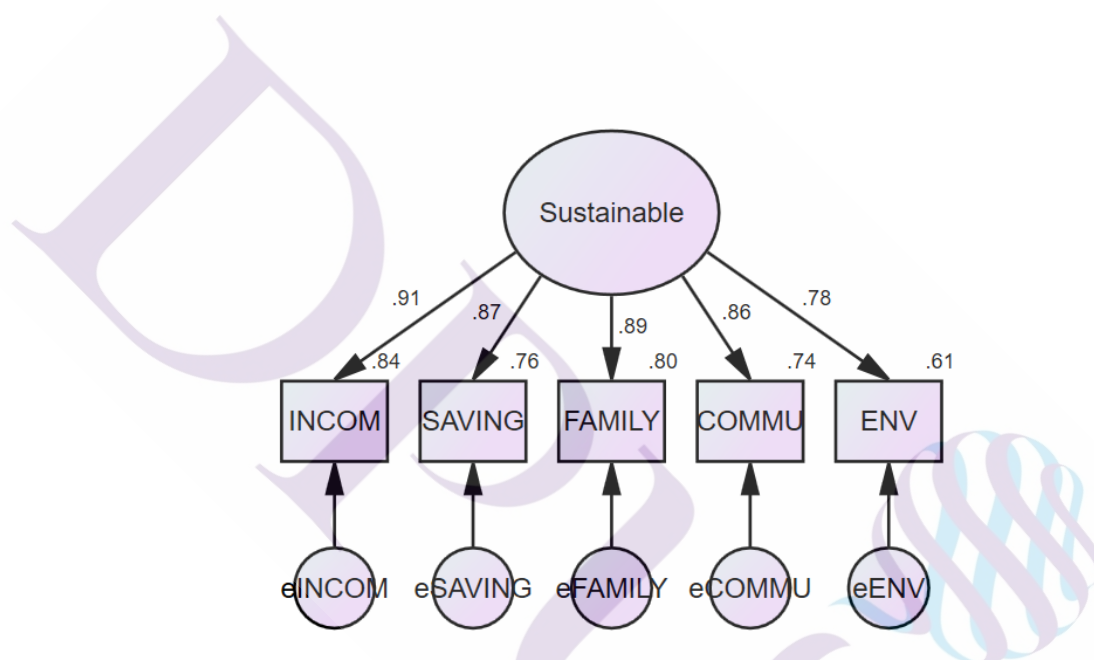 Sustainable
.91 .87 .89 .86 .78
.84 .76 .80 .74 .61
INCOM SAVING FAMILY COMMU ENV
eINCOM eSAVING eFAMILY eCOMMU eENV